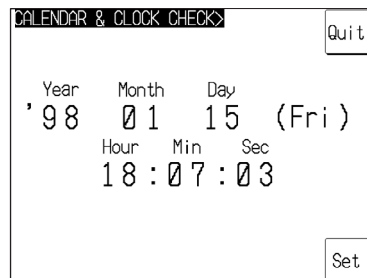 CALENDAR & CLOCK CHECK>
Quit
Year Month Day
'98 01 15 (Fri)
Hour Min Sec
18:07:03
Set